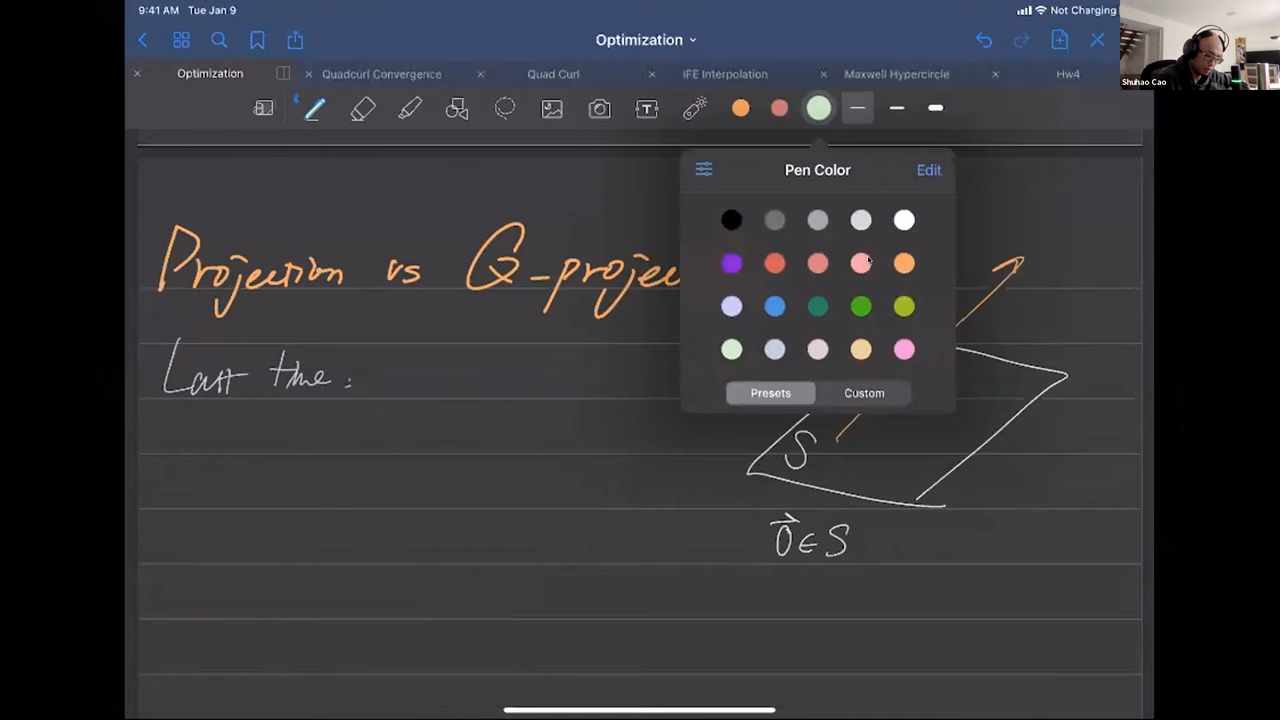 9:41 AM Tue Jan 9
Not Charging
Shuhao Cao
Optimization
Optimization
Quadcurl Convergence
Quad Curl
IFE Interpolation
Maxwell Hypercircle
Hw4
T
Pen Color
Edit
Projection vs Q-projec
Last time:
Presets
Custom
S
0⃗ ∈ S